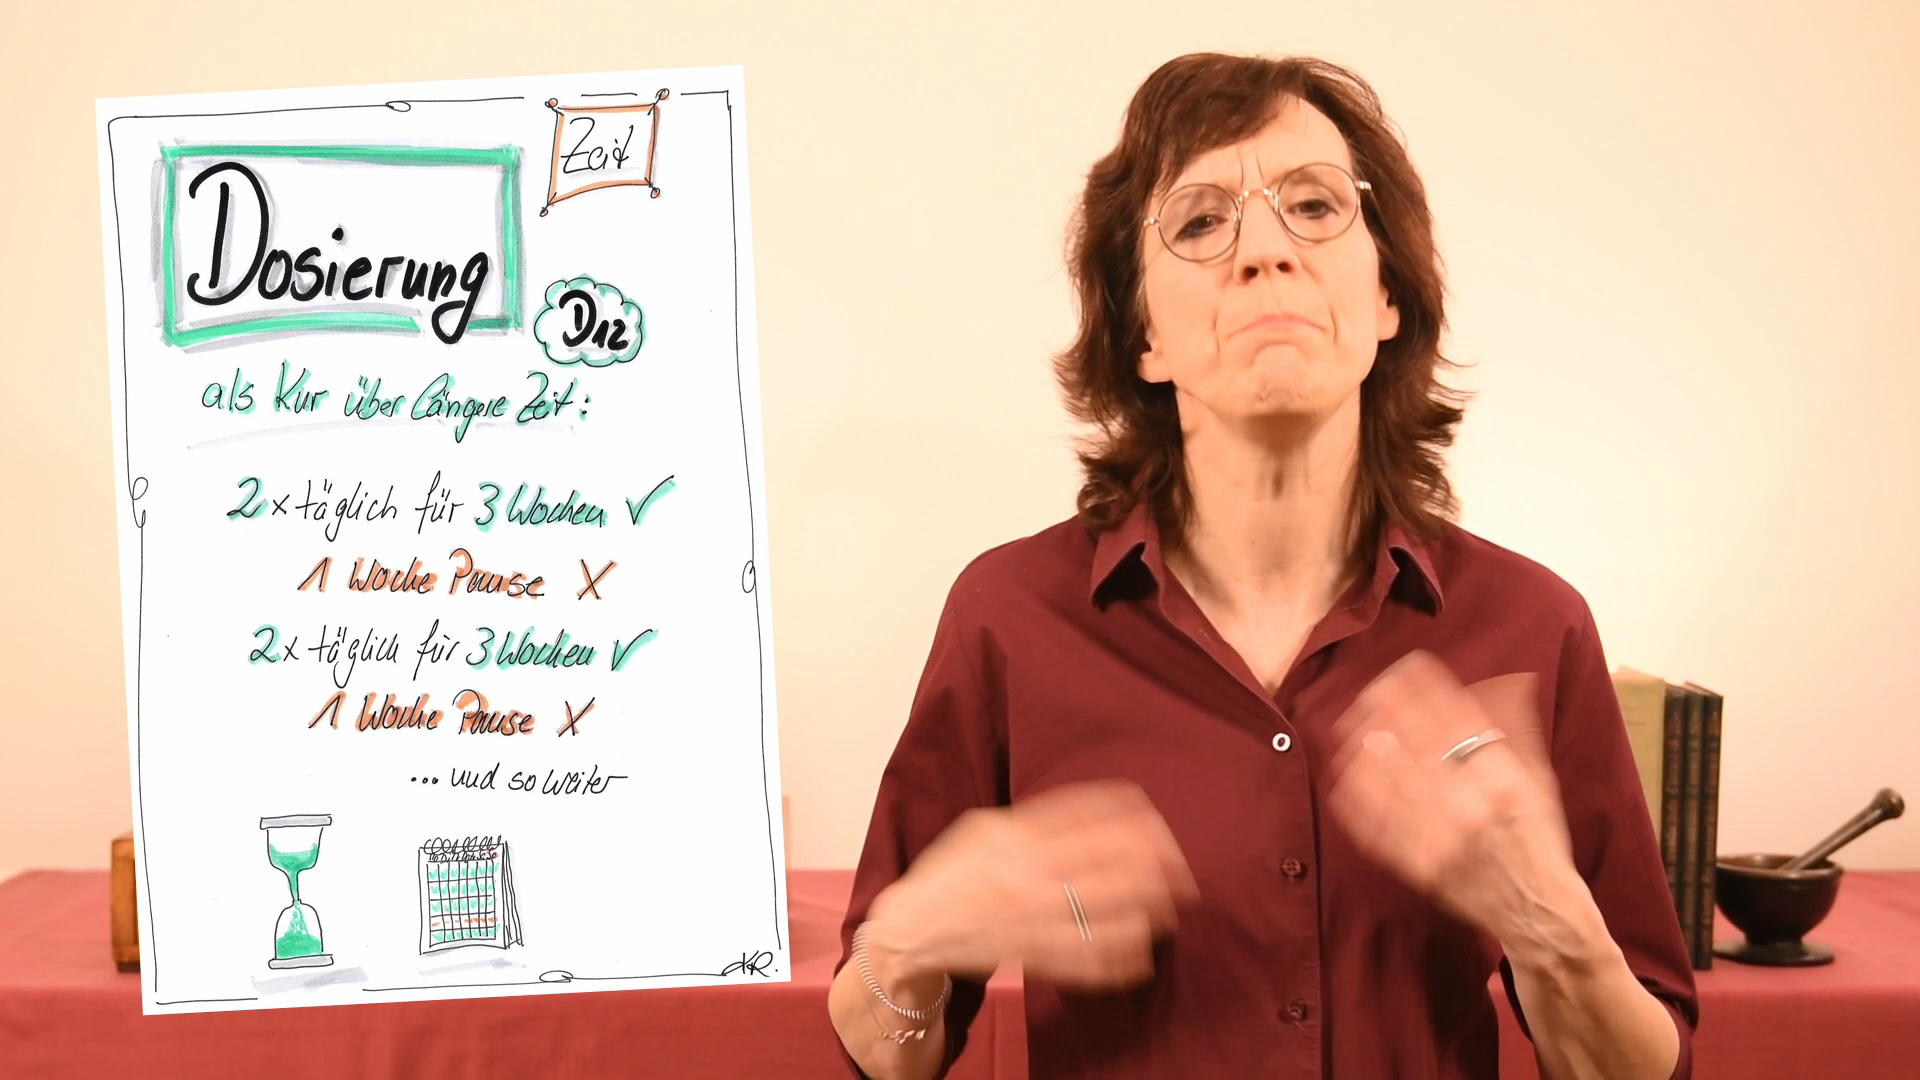 Zeit
Dosierung
D12
als Kur über längere Zeit:
2x täglich für 3 Wochen ✓
1 Woche Pause X
2x täglich für 3 Wochen ✓
1 Woche Pause X
... und so weiter
KR.